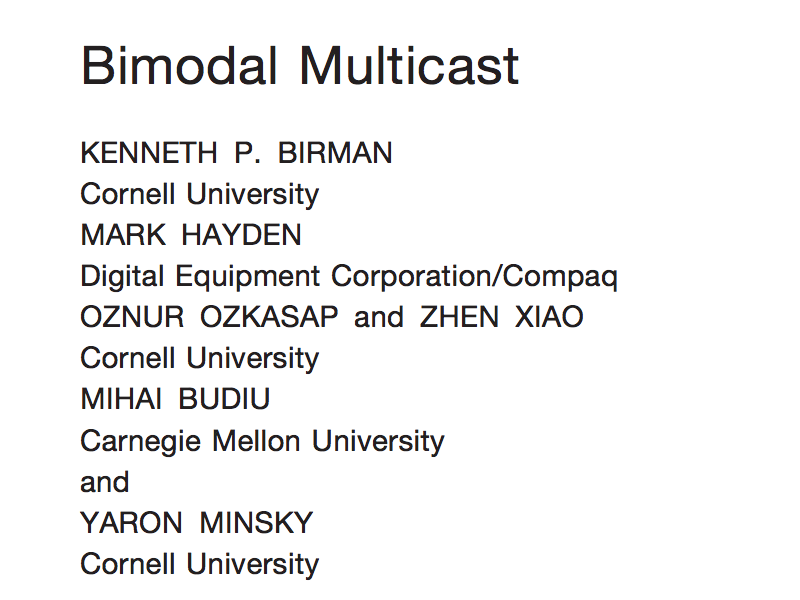 Bimodal Multicast
KENNETH P. BIRMAN
Cornell University
MARK HAYDEN
Digital Equipment Corporation/Compaq
OZNUR OZKASAP and ZHEN XIAO
Cornell University
MIHAI BUDIU
Carnegie Mellon University
and
YARON MINSKY
Cornell University